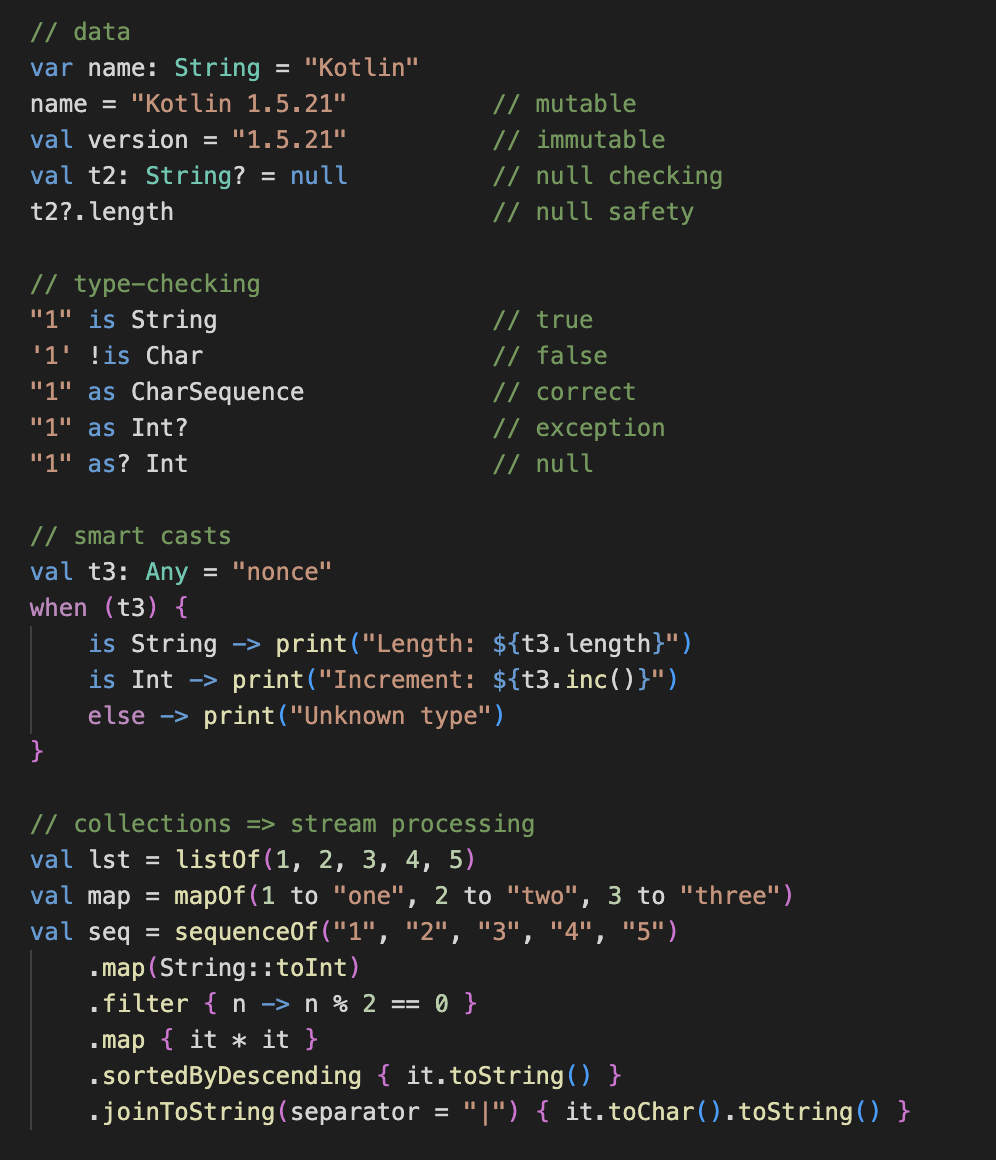 // data
var name: String = "Kotlin"
name = "Kotlin 1.5.21"          // mutable
val version = "1.5.21"          // immutable
val t2: String? = null          // null checking
t2?.length                      // null safety

// type-checking
"1" is String                   // true
'1' !is Char                    // false
"1" as CharSequence             // correct
"1" as Int?                     // exception
"1" as? Int                     // null

// smart casts
val t3: Any = "nonce"
when (t3) {
    is String -> print("Length: ${t3.length}")
    is Int -> print("Increment: ${t3.inc()}")
    else -> print("Unknown type")
}

// collections => stream processing
val lst = listOf(1, 2, 3, 4, 5)
val map = mapOf(1 to "one", 2 to "two", 3 to "three")
val seq = sequenceOf("1", "2", "3", "4", "5")
    .map(String::toInt)
    .filter { n -> n % 2 == 0 }
    .map { it * it }
    .sortedByDescending { it.toString() }
    .joinToString(separator = "|") { it.toChar().toString() }